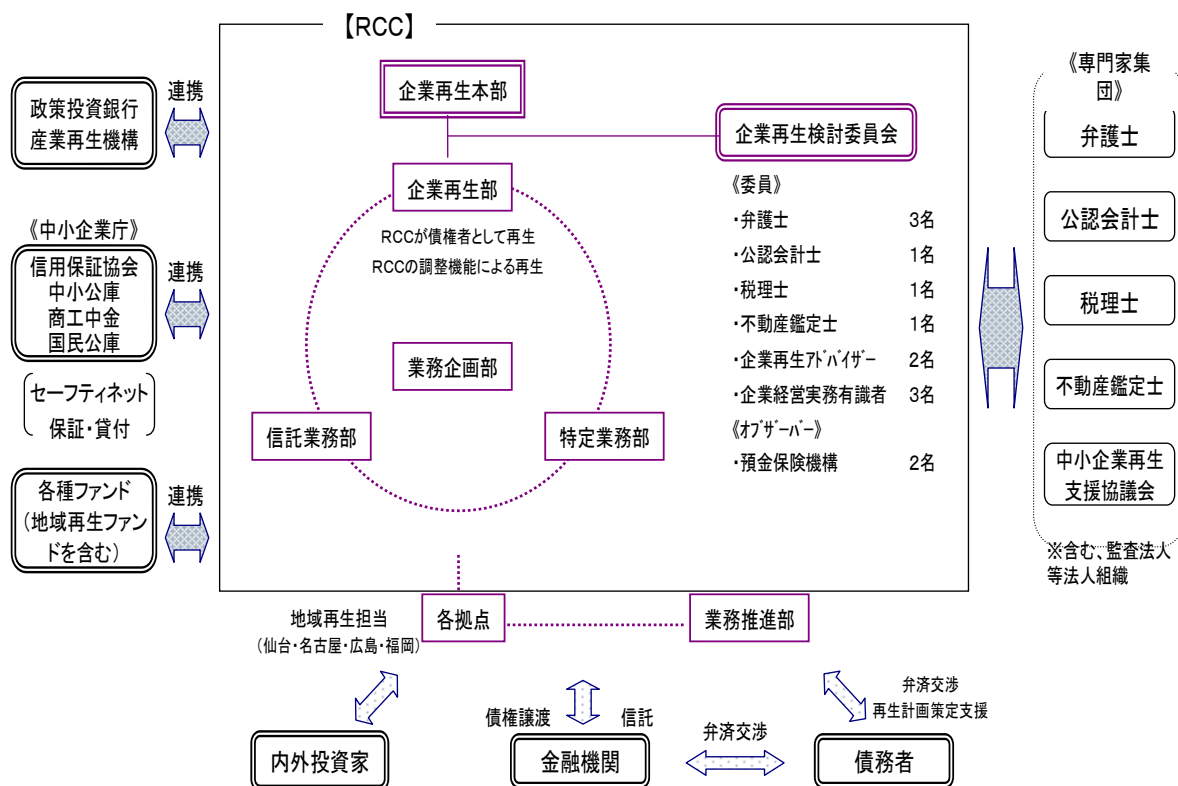 【RCC】
企業再生本部
企業再生検討委員会
企業再生部
RCCが債権者として再生
RCCの調整機能による再生
業務企画部
信託業務部
特定業務部
《委員》
・弁護士 3名
・公認会計士 1名
・税理士 1名
・不動産鑑定士 1名
・企業再生ｱﾄﾞﾊﾞｲｻﾞｰ 2名
・企業経営実務有識者 3名
《ｵﾌﾞｻﾞｰﾊﾞｰ》
・預金保険機構 2名
政策投資銀行
産業再生機構
連携
《中小企業庁》
信用保証協会
中小公庫
商工中金
国民公庫
連携
セーフティネット
保証・貸付
各種ファンド
（地域再生ファン
ドを含む）
連携
《専門家集
団》
弁護士
公認会計士
税理士
不動産鑑定士
中小企業再生
支援協議会
※含む、監査法人
等法人組織
地域再生担当
（仙台・名古屋・広島・福岡）
各拠点
業務推進部
債権譲渡
信託
弁済交渉
弁済交渉
再生計画策定支援
内外投資家
金融機関
債務者